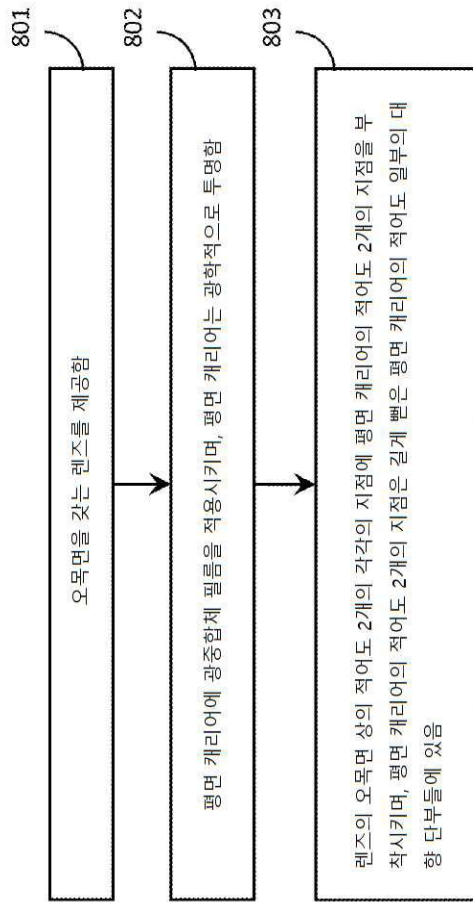 801
오목면을 갖는 렌즈를 제공함
802
평면 캐리어에 광중합체 필름을 적용시키며, 평면 캐리어는 광학적으로 투명함
803
렌즈의 오목면 상의 적어도 2개의 각각의 지점에 평면 캐리어의 적어도 2개의 지점을 부
착시키며, 평면 캐리어의 적어도 2개의 지점은 길게 뻗은 평면 캐리어의 적어도 일부의 대
향 단부들에 있음